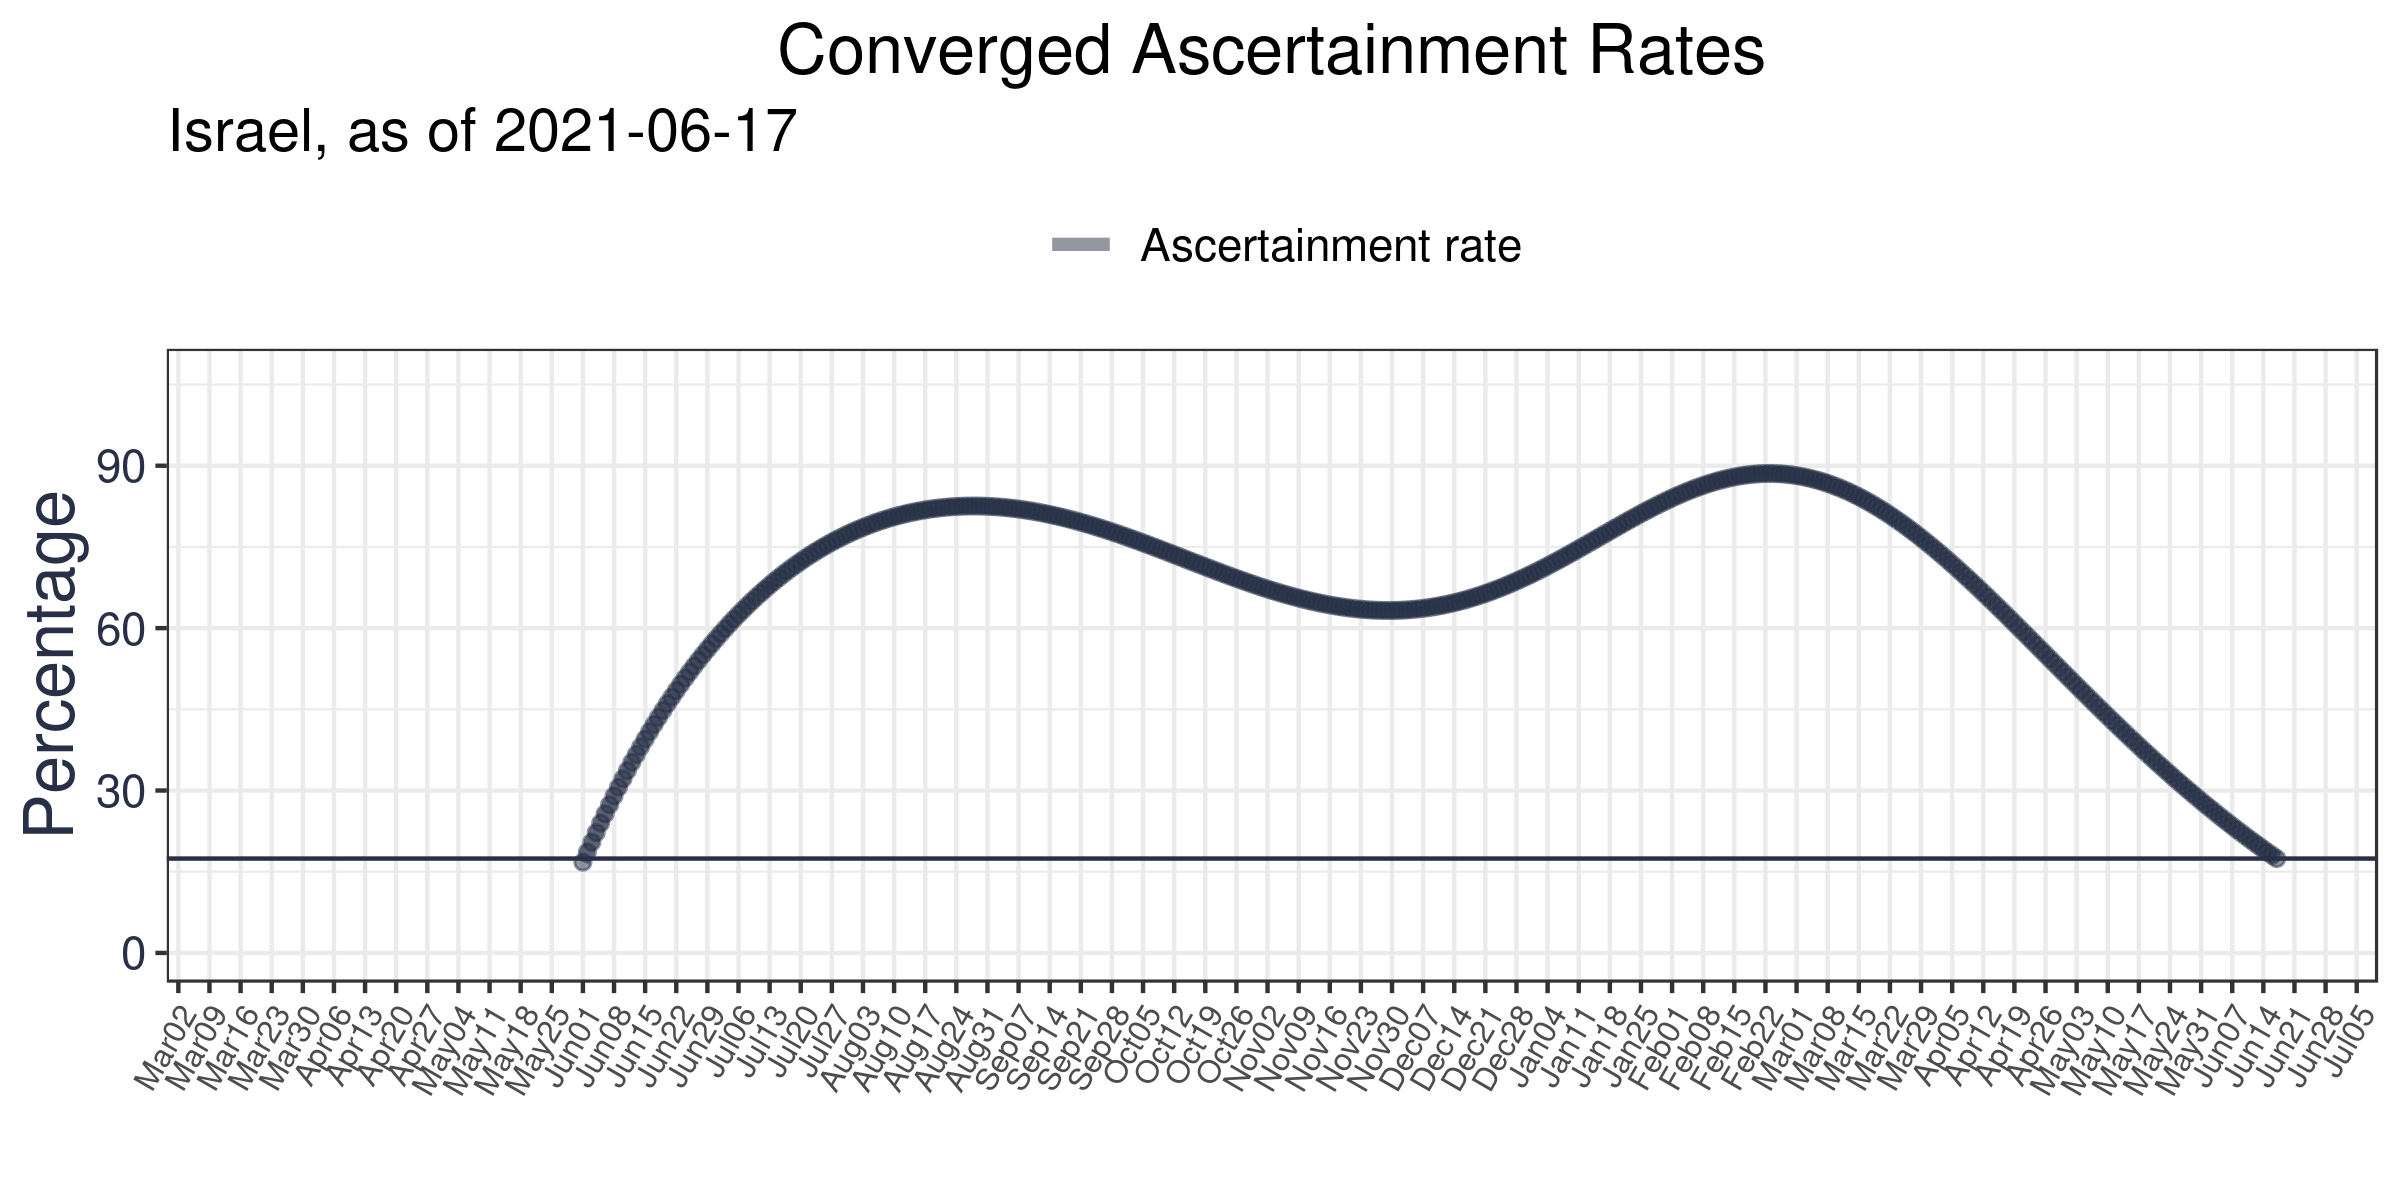 Converged Ascertainment Rates
Israel, as of 2021-06-17
Ascertainment rate
Percentage
90
60
30
0
Mar02
Mar09
Mar16
Mar23
Mar30
Apr06
Apr13
Apr20
Apr27
May04
May11
May18
May25
Jun01
Jun08
Jun15
Jun22
Jun29
Jul06
Jul13
Jul20
Jul27
Aug03
Aug10
Aug17
Aug24
Aug31
Sep07
Sep14
Sep21
Sep28
Oct05
Oct12
Oct19
Oct26
Nov02
Nov09
Nov16
Nov23
Nov30
Dec07
Dec14
Dec21
Dec28
Jan04
Jan11
Jan18
Jan25
Feb01
Feb08
Feb15
Feb22
Mar01
Mar08
Mar15
Mar22
Mar29
Apr05
Apr12
Apr19
Apr26
May03
May10
May17
May24
May31
Jun07
Jun14
Jun21
Jun28
Jul05